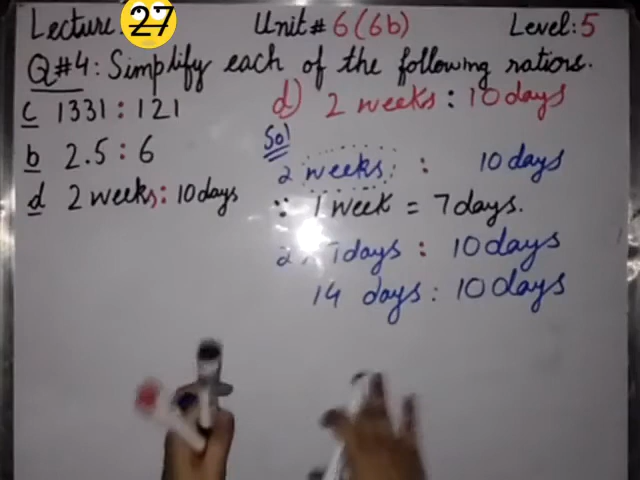 Lecture: 27 Unit# 6(6b) Level: 5
Q#4: Simplify each of the following rations.
c 1331 : 121
b 2.5 : 6
d 2 weeks: 10 days
d) 2 weeks : 10 days
Sol
2 weeks : 10 days
∵ 1 week = 7 days.
2 × 7 days : 10 days
14 days : 10 days